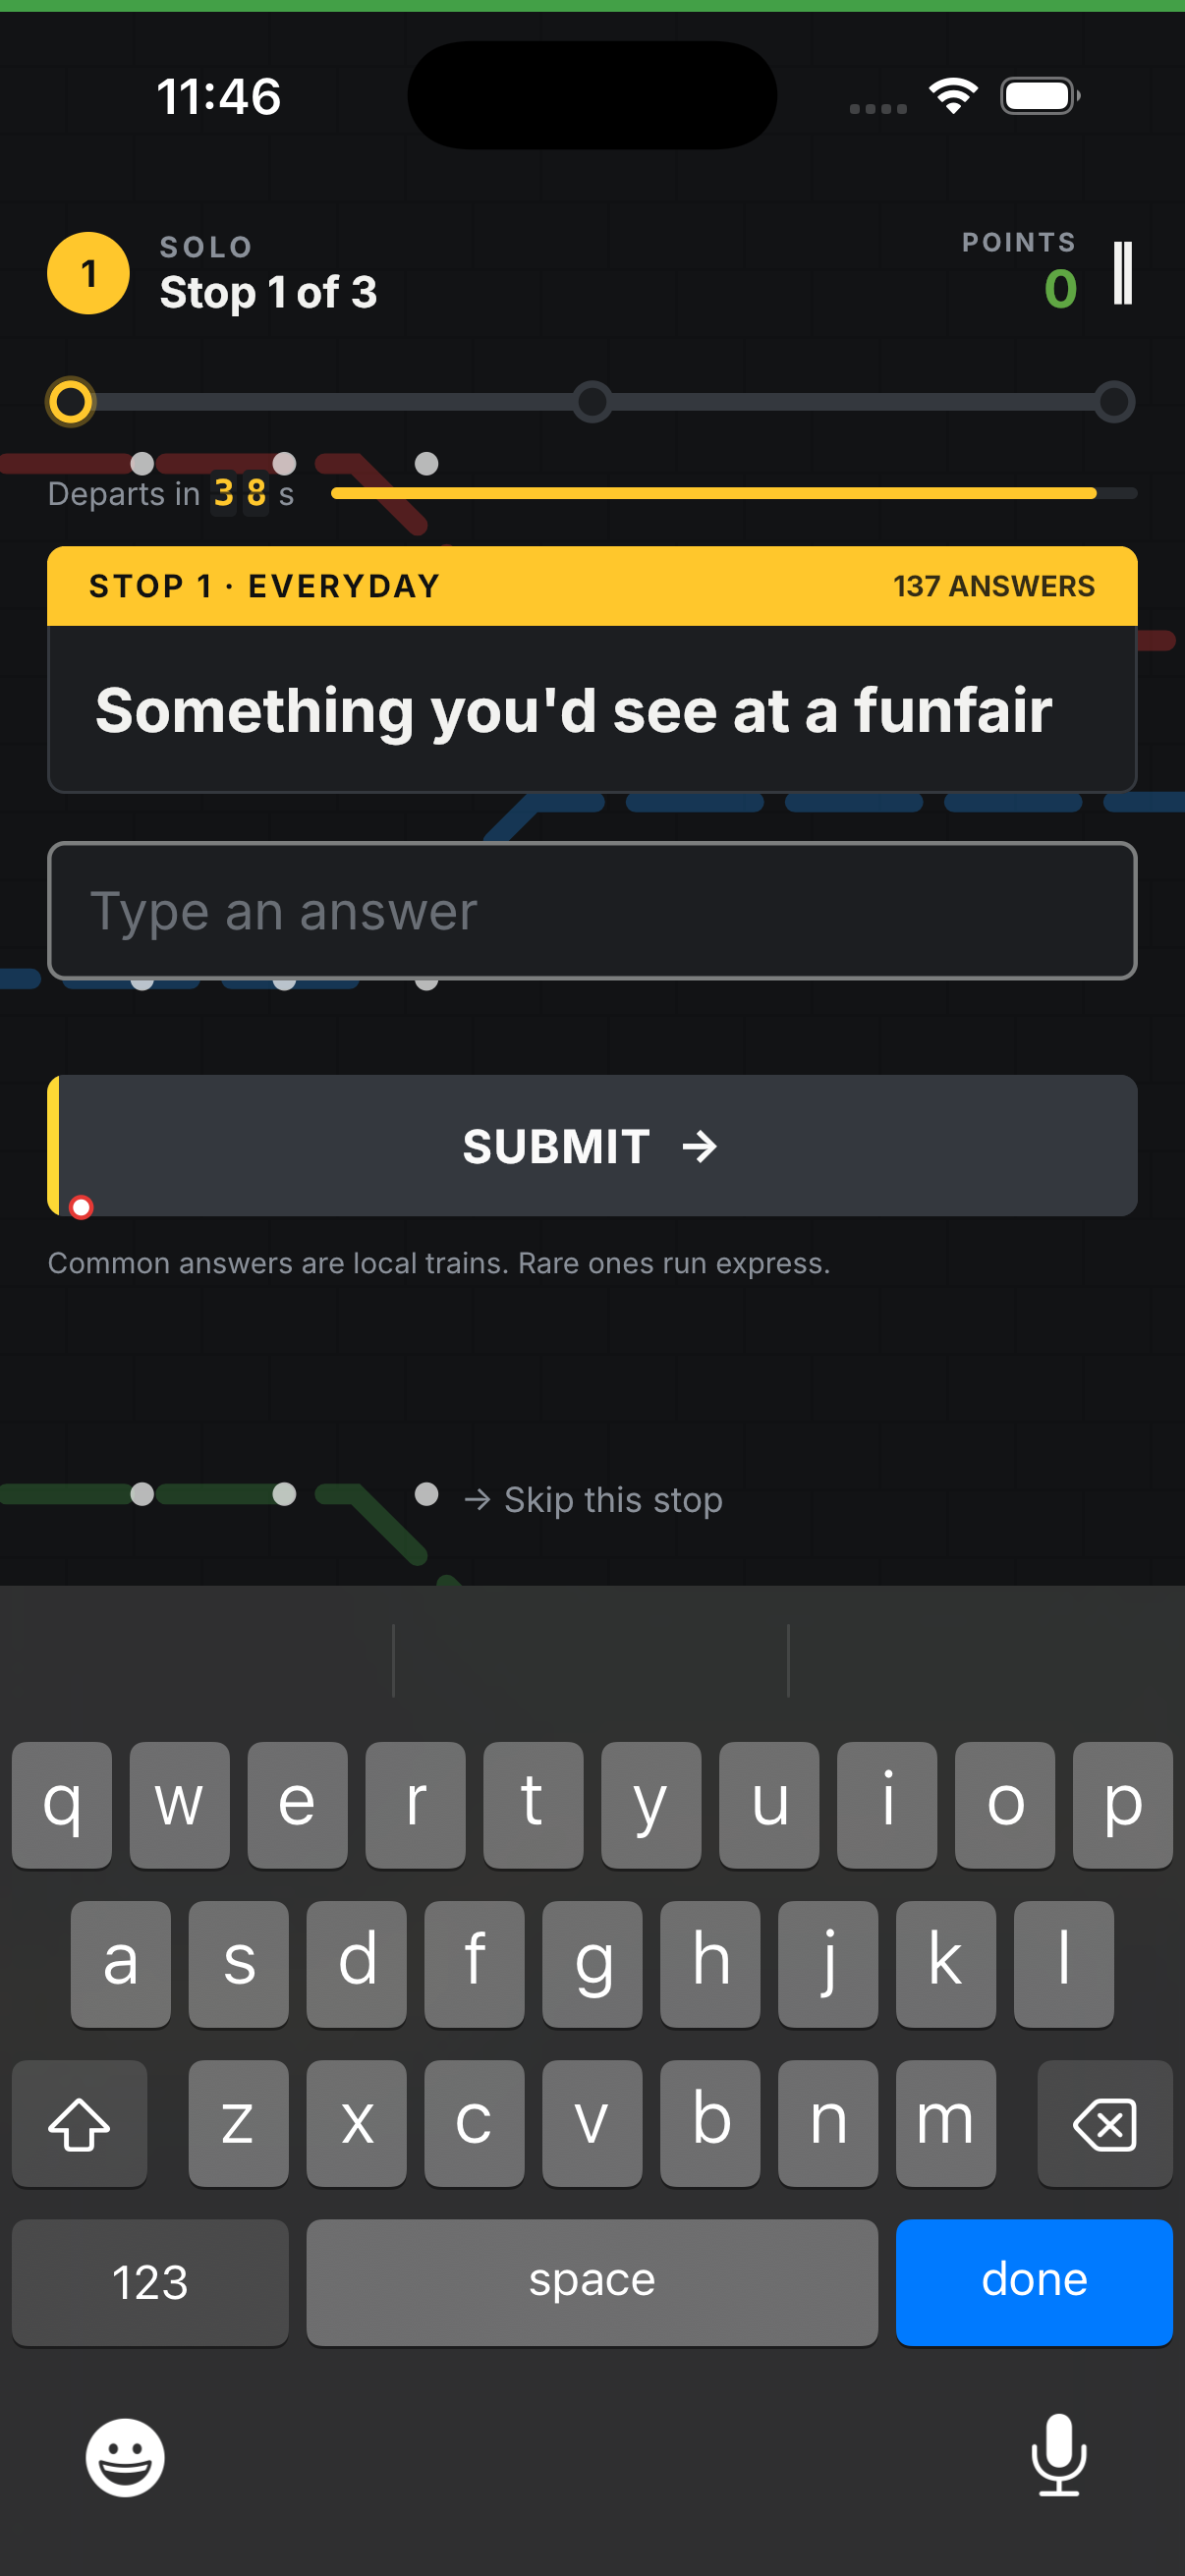 11:46
1
SOLO
Stop 1 of 3
POINTS
0
Departs in 38 s
STOP 1 · EVERYDAY
137 ANSWERS
Something you'd see at a funfair
Type an answer
SUBMIT →
Common answers are local trains. Rare ones run express.
→ Skip this stop
q w e r t y u i o p
a s d f g h j k l
z x c v b n m
123 space done